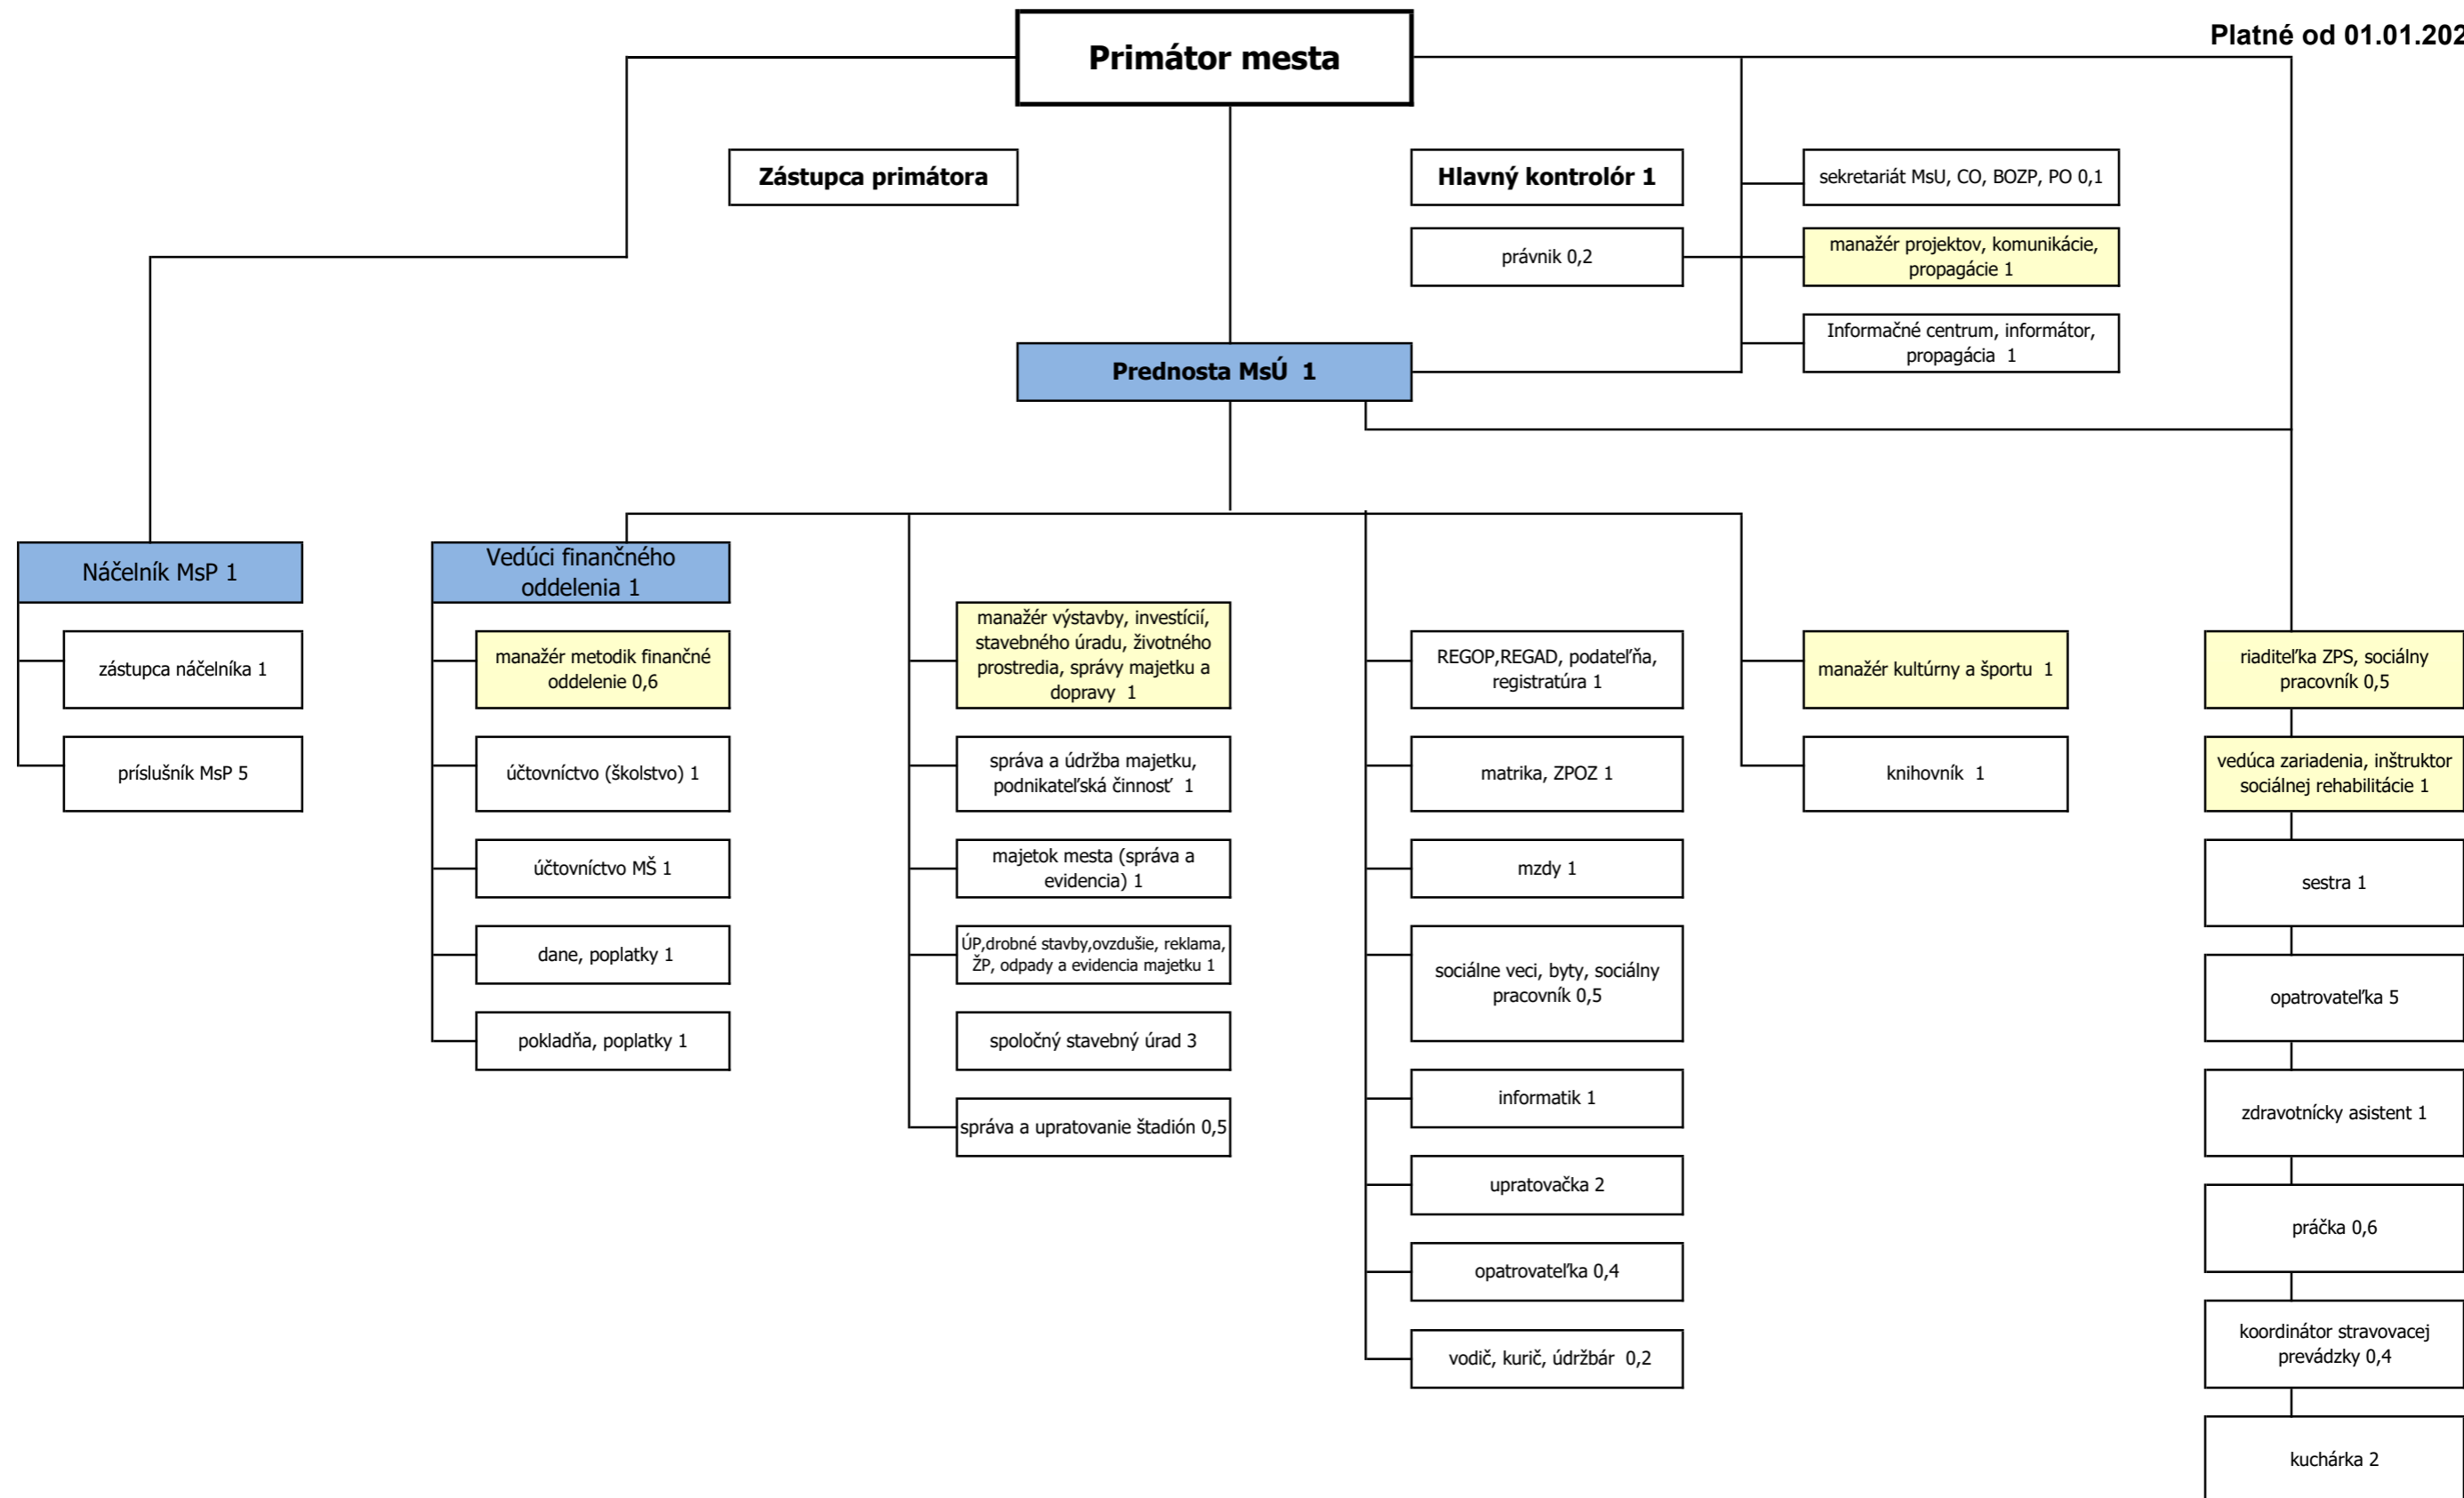 Platné od 01.01.202
Primátor mesta
Zástupca primátora
Hlavný kontrolór 1
sekretariát MsU, CO, BOZP, PO 0,1
právnik 0,2
manažér projektov, komunikácie,
propagácie 1
Informačné centrum, informátor,
propagácia 1
Prednosta MsÚ 1
Náčelník MsP 1
zástupca náčelníka 1
príslušník MsP 5
Vedúci finančného
oddelenia 1
manažér metodik finančné
oddelenie 0,6
účtovníctvo (školstvo) 1
účtovníctvo MŠ 1
dane, poplatky 1
pokladňa, poplatky 1
manažér výstavby, investícií,
stavebného úradu, životného
prostredia, správy majetku a
dopravy 1
správa a údržba majetku,
podnikateľská činnosť 1
majetok mesta (správa a
evidencia) 1
ÚP,drobné stavby,ovzdušie, reklama,
ŽP, odpady a evidencia majetku 1
spoločný stavebný úrad 3
správa a upratovanie štadión 0,5
REGOP,REGAD, podateľňa,
registratúra 1
matrika, ZPOZ 1
mzdy 1
sociálne veci, byty, sociálny
pracovník 0,5
informatik 1
upratovačka 2
opatrovateľka 0,4
vodič, kurič, údržbár 0,2
manažér kultúrny a športu 1
knihovník 1
riaditeľka ZPS, sociálny
pracovník 0,5
vedúca zariadenia, inštruktor
sociálnej rehabilitácie 1
sestra 1
opatrovateľka 5
zdravotnícky asistent 1
práčka 0,6
koordinátor stravovacej
prevádzky 0,4
kuchárka 2